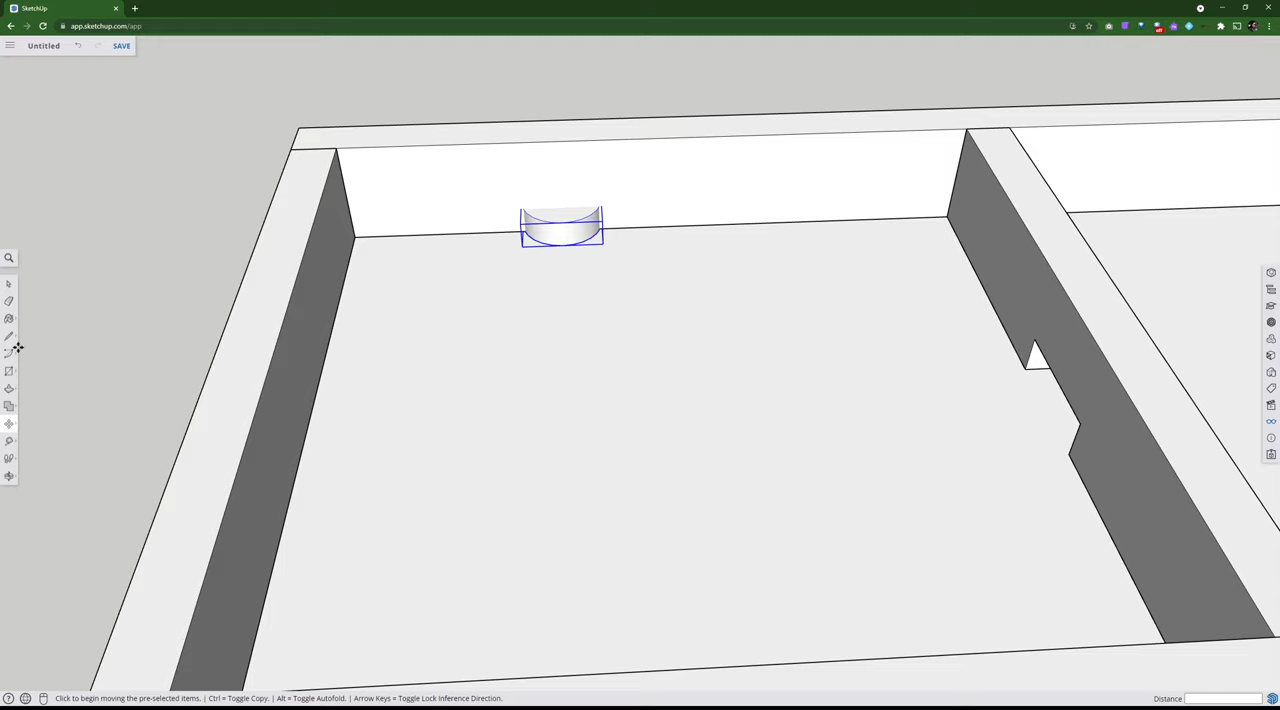 SketchUp
app.sketchup.com/app
off
Untitled
SAVE
Click to begin moving the pre-selected items. | Ctrl = Toggle Copy. | Alt = Toggle Autofold. | Arrow Keys = Toggle Lock Inference Direction.
Distance